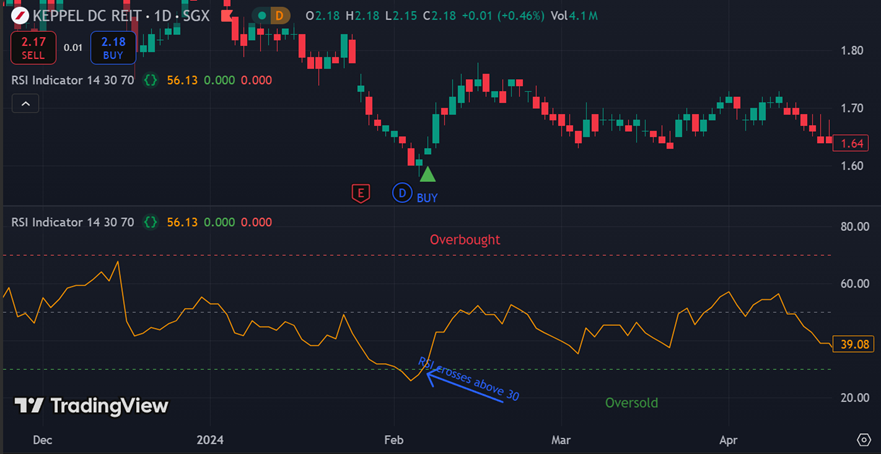 KEPPEL DC REIT · 1D · SGX D O2.18 H2.18 L2.15 C2.18 +0.01 (+0.46%) Vol4.1M
2.17 SELL 0.01 2.18 BUY
RSI Indicator 14 30 70 {} 56.13 0.000 0.000
1.80
1.70
1.64
1.60
E D BUY
RSI Indicator 14 30 70 {} 56.13 0.000 0.000
80.00
Overbought
60.00
39.08
RSI crosses above 30
20.00
Oversold
TradingView
Dec 2024 Feb Mar Apr